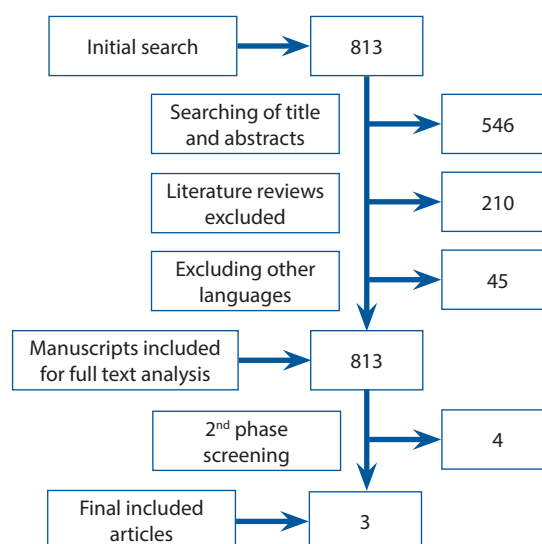 Initial search
813
Searching of title
and abstracts
546
Literature reviews
excluded
210
Excluding other
languages
45
Manuscripts included
for full text analysis
813
2nd phase
screening
4
Final included
articles
3